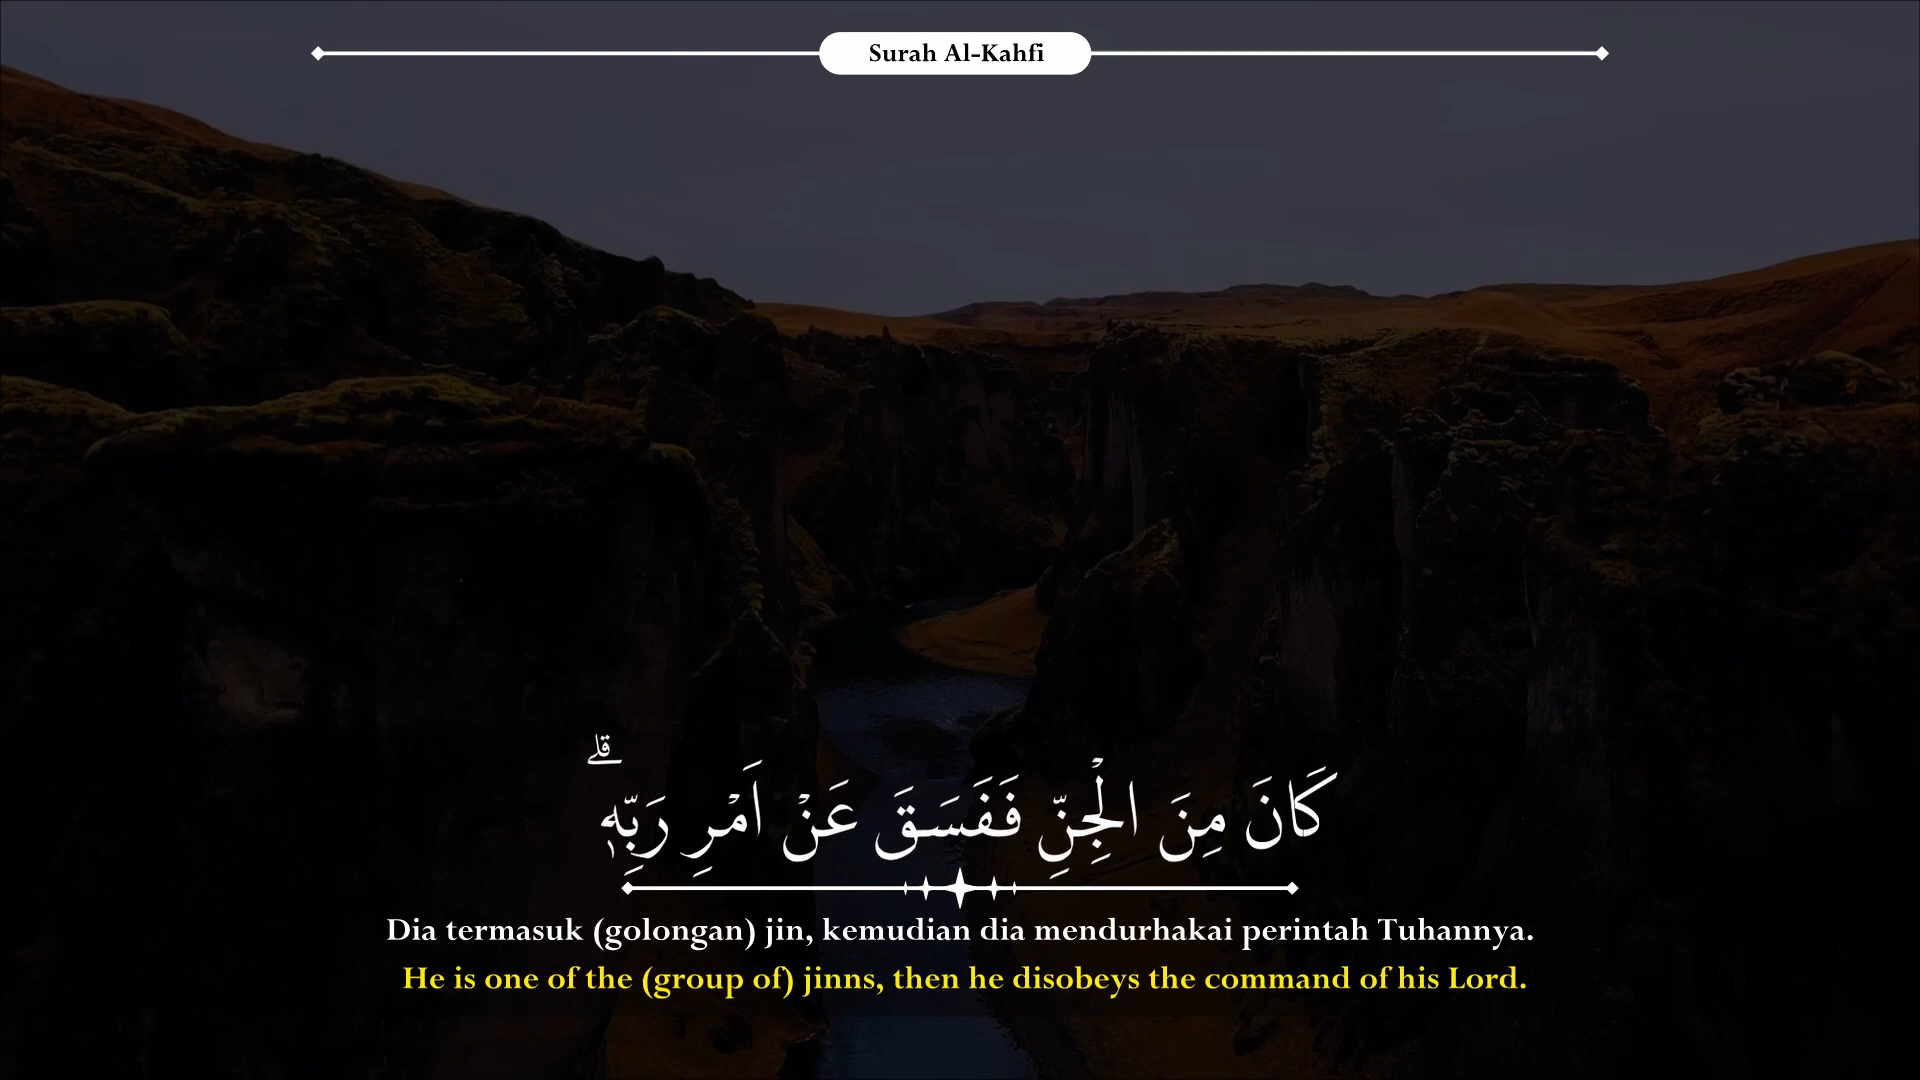 Surah Al-Kahfi
كَانَ مِنَ الْجِنِّ فَفَسَقَ عَنْ اَمْرِ رَبِّهٖۗ
Dia termasuk (golongan) jin, kemudian dia mendurhakai perintah Tuhannya.
He is one of the (group of) jinns, then he disobeys the command of his Lord.